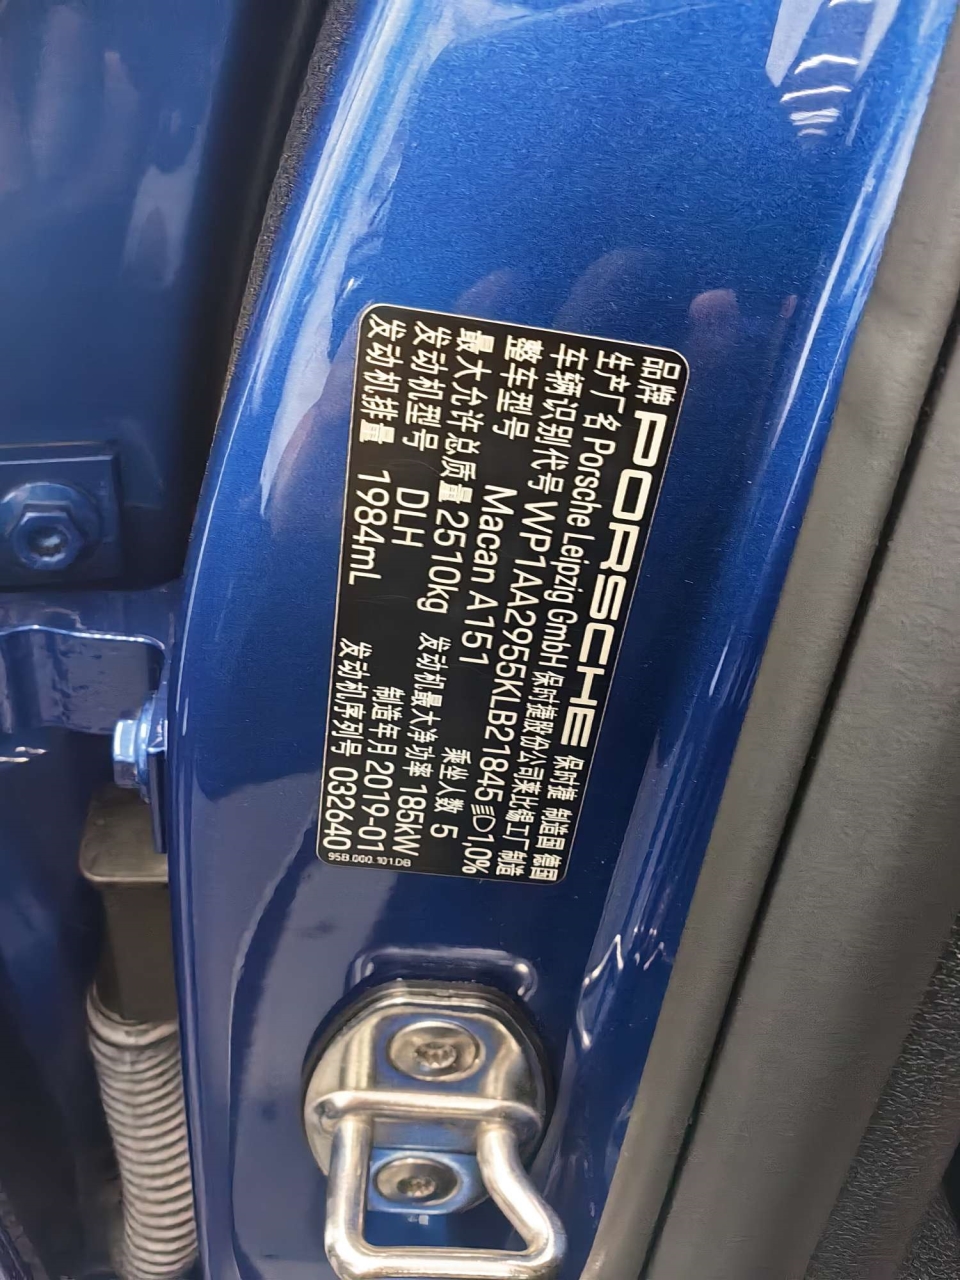 品牌 PORSCHE 保时捷 制造国 德国
生产厂名 Porsche Leipzig GmbH 保时捷股份公司莱比锡工厂制造
车辆识别代号 WP1AA2955KLB21845 1,0%
整车型号 Macan A151
最大允许总质量 2510kg 乘坐人数 5
发动机型号 DLH 发动机最大净功率 185kW
发动机排量 1984mL 制造年月 2019-01
发动机序列号 032640
95B.000.101.DB